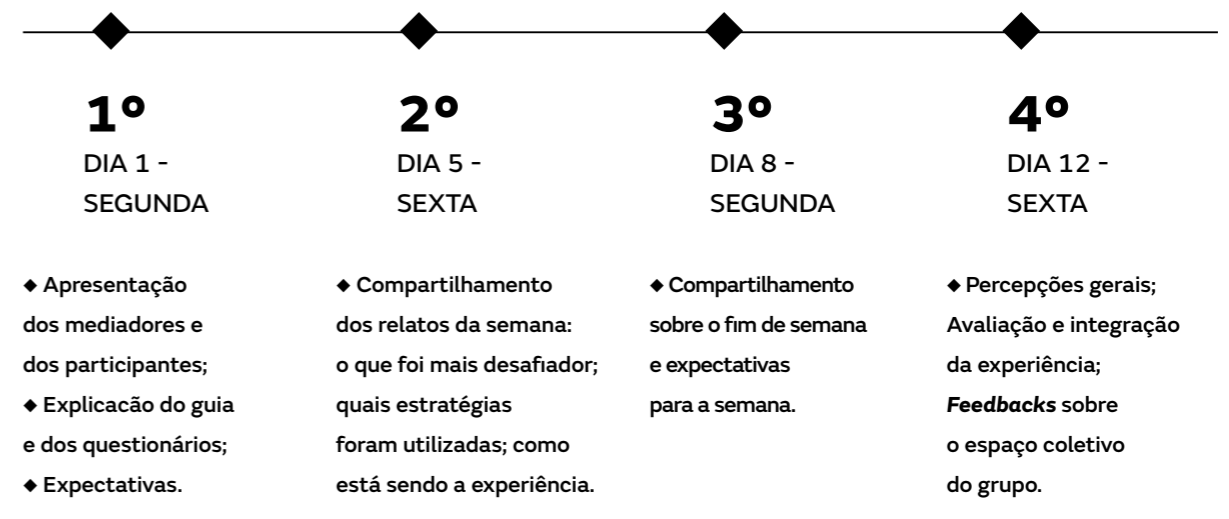 1º
DIA 1 -
SEGUNDA
◆ Apresentação
dos mediadores e
dos participantes;
◆ Explicacão do guia
e dos questionários;
◆ Expectativas.
2º
DIA 5 -
SEXTA
◆ Compartilhamento
dos relatos da semana:
o que foi mais desafiador;
quais estratégias
foram utilizadas; como
está sendo a experiência.
3º
DIA 8 -
SEGUNDA
◆ Compartilhamento
sobre o fim de semana
e expectativas
para a semana.
4º
DIA 12 -
SEXTA
◆ Percepções gerais;
Avaliação e integração
da experiência;
Feedbacks sobre
o espaço coletivo
do grupo.